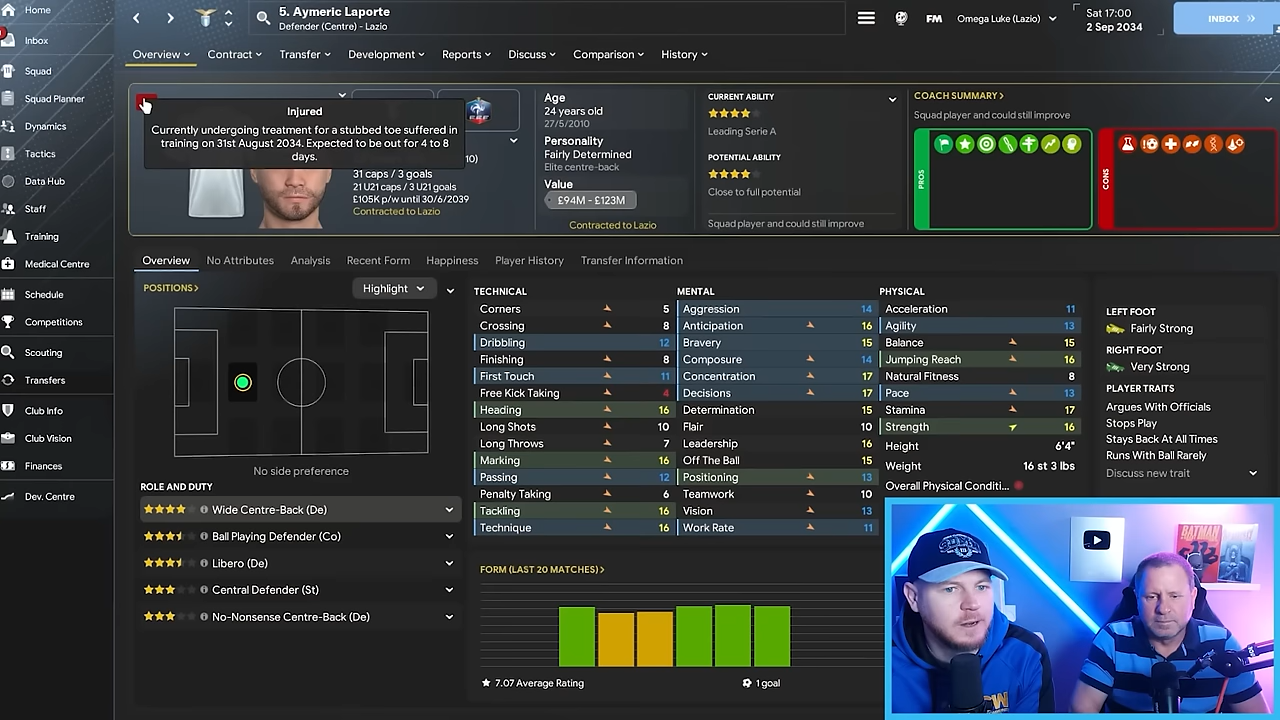 Home
5. Aymeric Laporte
Defender (Centre) - Lazio
FM
Omega Luke (Lazio)
Sat 17:00
2 Sep 2034
INBOX
Inbox
Squad
Squad Planner
Dynamics
Tactics
Data Hub
Staff
Training
Medical Centre
Schedule
Competitions
Scouting
Transfers
Club Info
Club Vision
Finances
Dev. Centre
Overview
Contract
Transfer
Development
Reports
Discuss
Comparison
History
Injured
Currently undergoing treatment for a stubbed toe suffered in
training on 31st August 2034. Expected to be out for 4 to 8
days.
31 caps / 3 goals
21 U21 caps / 3 U21 goals
£105K p/w until 30/6/2039
Contracted to Lazio
Age
24 years old
27/5/2010
Personality
Fairly Determined
Elite centre-back
Value
£94M - £123M
Contracted to Lazio
CURRENT ABILITY
Leading Serie A
POTENTIAL ABILITY
Close to full potential
Squad player and could still improve
COACH SUMMARY
Squad player and could still improve
PROS
CONS
Overview
No Attributes
Analysis
Recent Form
Happiness
Player History
Transfer Information
POSITIONS
Highlight
No side preference
ROLE AND DUTY
Wide Centre-Back (De)
Ball Playing Defender (Co)
Libero (De)
Central Defender (St)
No-Nonsense Centre-Back (De)
TECHNICAL
Corners 5
Crossing 8
Dribbling 12
Finishing 8
First Touch 11
Free Kick Taking 4
Heading 16
Long Shots 10
Long Throws 7
Marking 16
Passing 12
Penalty Taking 6
Tackling 16
Technique 16
MENTAL
Aggression 14
Anticipation 16
Bravery 15
Composure 14
Concentration 17
Decisions 17
Determination 15
Flair 10
Leadership 16
Off The Ball 15
Positioning 13
Teamwork 10
Vision 13
Work Rate 11
PHYSICAL
Acceleration 11
Agility 13
Balance 15
Jumping Reach 16
Natural Fitness 8
Pace 13
Stamina 17
Strength 16
Height 6'4"
Weight 16 st 3 lbs
Overall Physical Conditi...
LEFT FOOT
Fairly Strong
RIGHT FOOT
Very Strong
PLAYER TRAITS
Argues With Officials
Stops Play
Stays Back At All Times
Runs With Ball Rarely
Discuss new trait
FORM (LAST 20 MATCHES)
7.07 Average Rating
1 goal
BATMAN